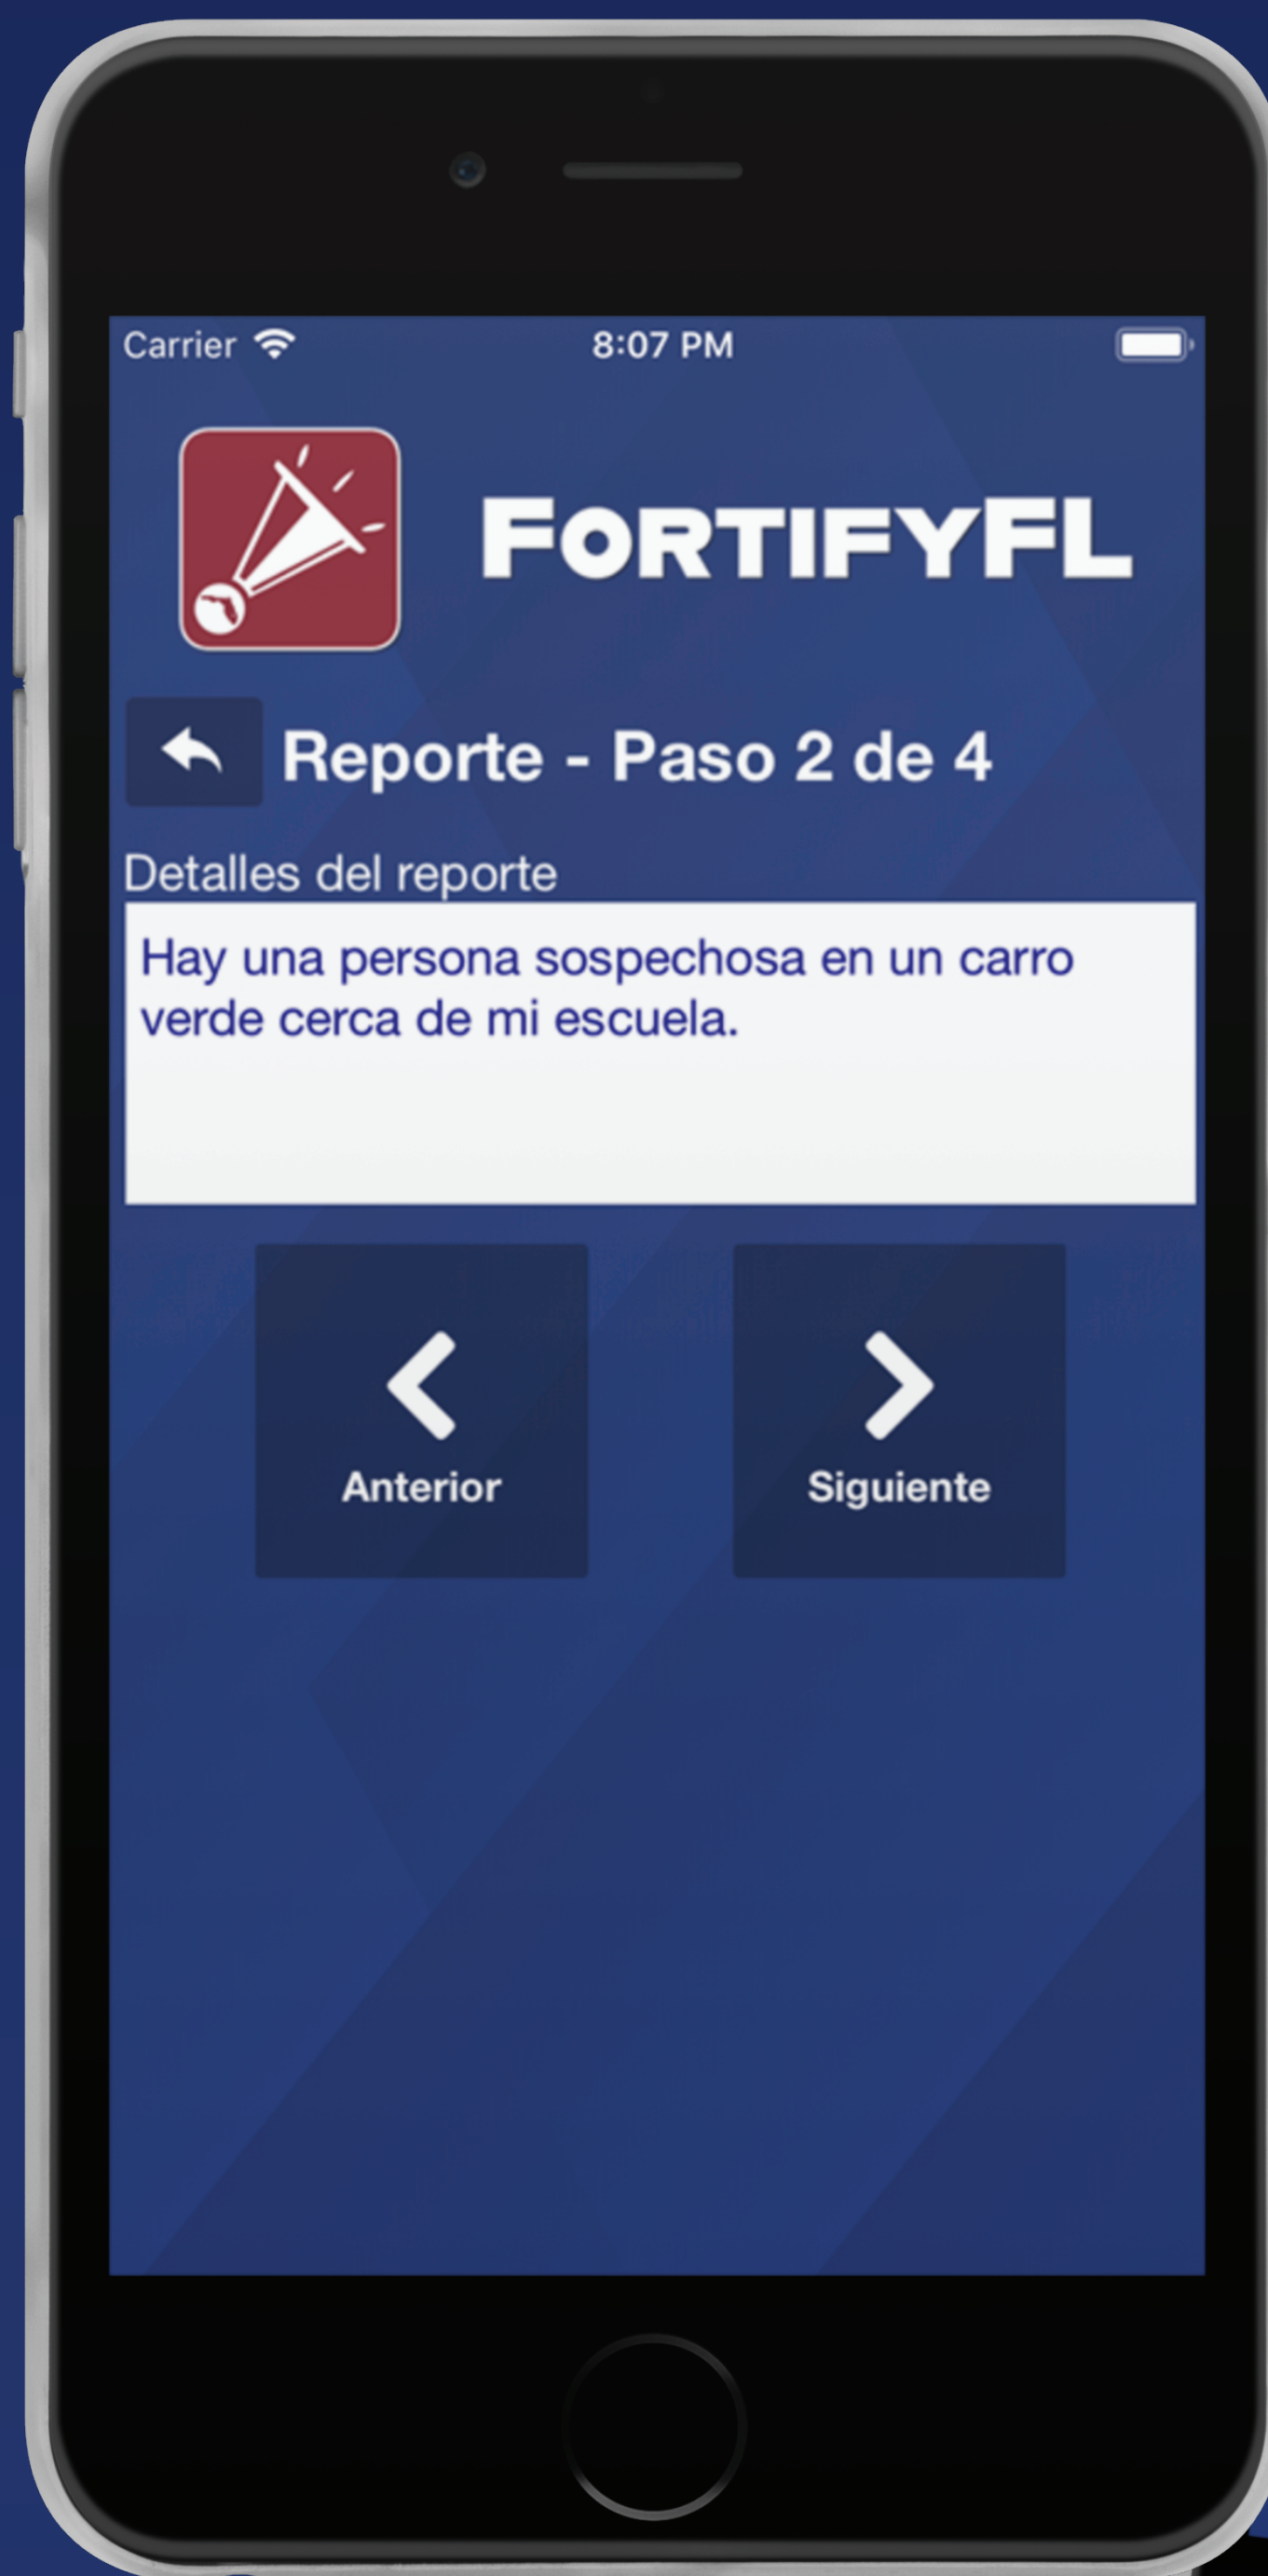 Carrier 8:07 PM
FORTIFYFL
Reporte - Paso 2 de 4
Detalles del reporte
Hay una persona sospechosa en un carro
verde cerca de mi escuela.
Anterior Siguiente